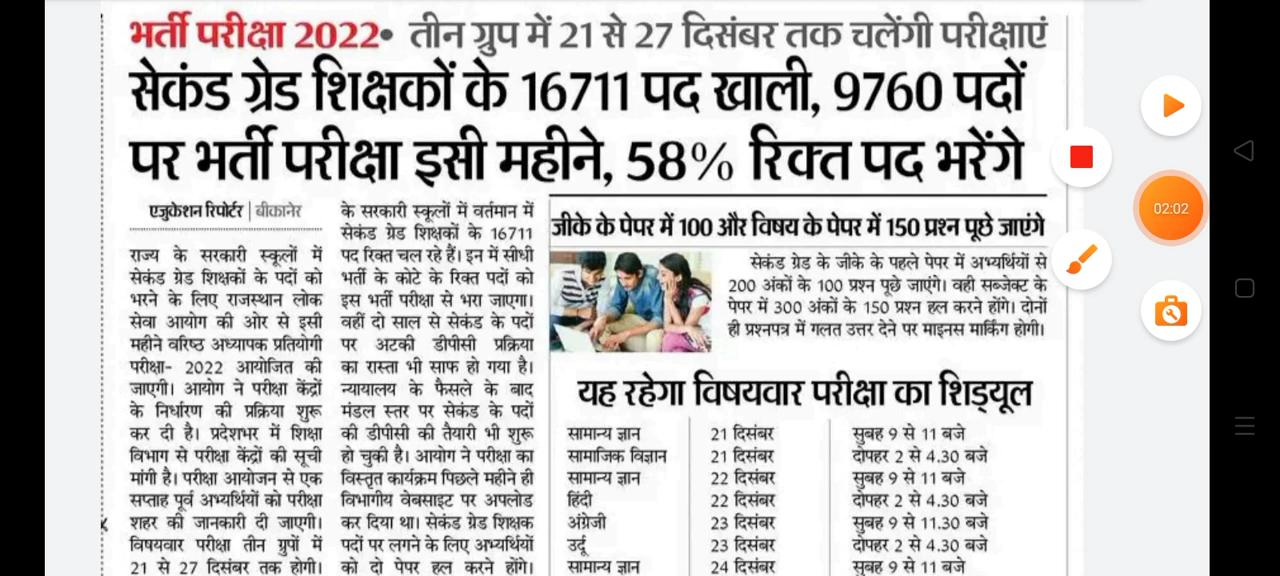 भर्ती परीक्षा 2022• तीन ग्रुप में 21 से 27 दिसंबर तक चलेंगी परीक्षाएं
सेकंड ग्रेड शिक्षकों के 16711 पद खाली, 9760 पदों
पर भर्ती परीक्षा इसी महीने, 58% रिक्त पद भरेंगे
एजुकेशन रिपोर्टर | बीकानेर
राज्य के सरकारी स्कूलों में
सेकंड ग्रेड शिक्षकों के पदों को
भरने के लिए राजस्थान लोक
सेवा आयोग की ओर से इसी
महीने वरिष्ठ अध्यापक प्रतियोगी
परीक्षा- 2022 आयोजित की
जाएगी। आयोग ने परीक्षा केंद्रों
के निर्धारण की प्रक्रिया शुरू
कर दी है। प्रदेशभर में शिक्षा
विभाग से परीक्षा केंद्रों की सूची
मांगी है। परीक्षा आयोजन से एक
सप्ताह पूर्व अभ्यर्थियों को परीक्षा
शहर की जानकारी दी जाएगी।
विषयवार परीक्षा तीन ग्रुपों में
21 से 27 दिसंबर तक होगी।
के सरकारी स्कूलों में वर्तमान में
सेकंड ग्रेड शिक्षकों के 16711
पद रिक्त चल रहे हैं। इन में सीधी
भर्ती के कोटे के रिक्त पदों को
इस भर्ती परीक्षा से भरा जाएगा।
वहीं दो साल से सेकंड के पदों
पर अटकी डीपीसी प्रक्रिया
का रास्ता भी साफ हो गया है।
न्यायालय के फैसले के बाद
मंडल स्तर पर सेकंड के पदों
की डीपीसी की तैयारी भी शुरू
हो चुकी है। आयोग ने परीक्षा का
विस्तृत कार्यक्रम पिछले महीने ही
विभागीय वेबसाइट पर अपलोड
कर दिया था। सेकंड ग्रेड शिक्षक
पदों पर लगने के लिए अभ्यर्थियों
को दो पेपर हल करने होंगे।
जीके के पेपर में 100 और विषय के पेपर में 150 प्रश्न पूछे जाएंगे
सेकंड ग्रेड के जीके के पहले पेपर में अभ्यर्थियों से
200 अंकों के 100 प्रश्न पूछे जाएंगे। वही सब्जेक्ट के
पेपर में 300 अंकों के 150 प्रश्न हल करने होंगे। दोनों
ही प्रश्नपत्र में गलत उत्तर देने पर माइनस मार्किंग होगी।
यह रहेगा विषयवार परीक्षा का शिड्यूल
सामान्य ज्ञान 21 दिसंबर सुबह 9 से 11 बजे
सामाजिक विज्ञान 21 दिसंबर दोपहर 2 से 4.30 बजे
सामान्य ज्ञान 22 दिसंबर सुबह 9 से 11 बजे
हिंदी 22 दिसंबर दोपहर 2 से 4.30 बजे
अंग्रेजी 23 दिसंबर सुबह 9 से 11.30 बजे
उर्दू 23 दिसंबर दोपहर 2 से 4.30 बजे
सामान्य ज्ञान 24 दिसंबर सुबह 9 से 11 बजे
02:02